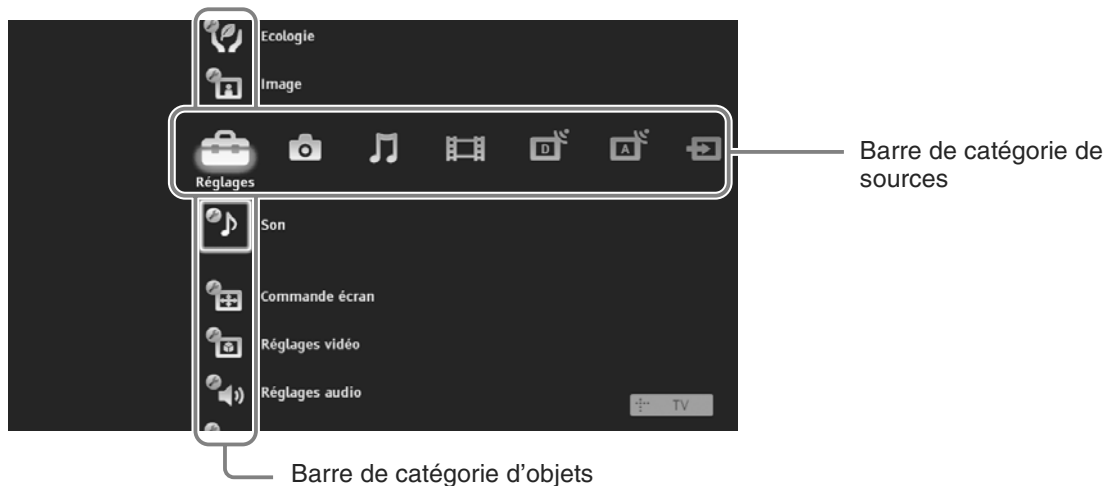 Ecologie
Image
Réglages
D
A
Barre de catégorie de
sources
Son
Commande écran
Réglages vidéo
Réglages audio
TV
Barre de catégorie d'objets